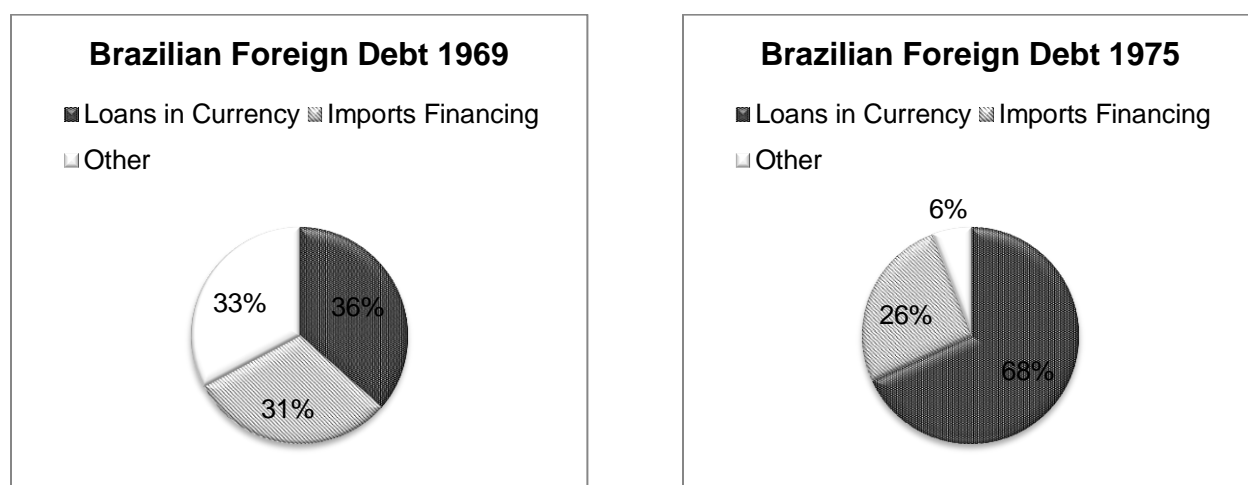 Brazilian Foreign Debt 1969
Loans in Currency Imports Financing
Other
33%
36%
31%
Brazilian Foreign Debt 1975
Loans in Currency Imports Financing
Other
6%
26%
68%